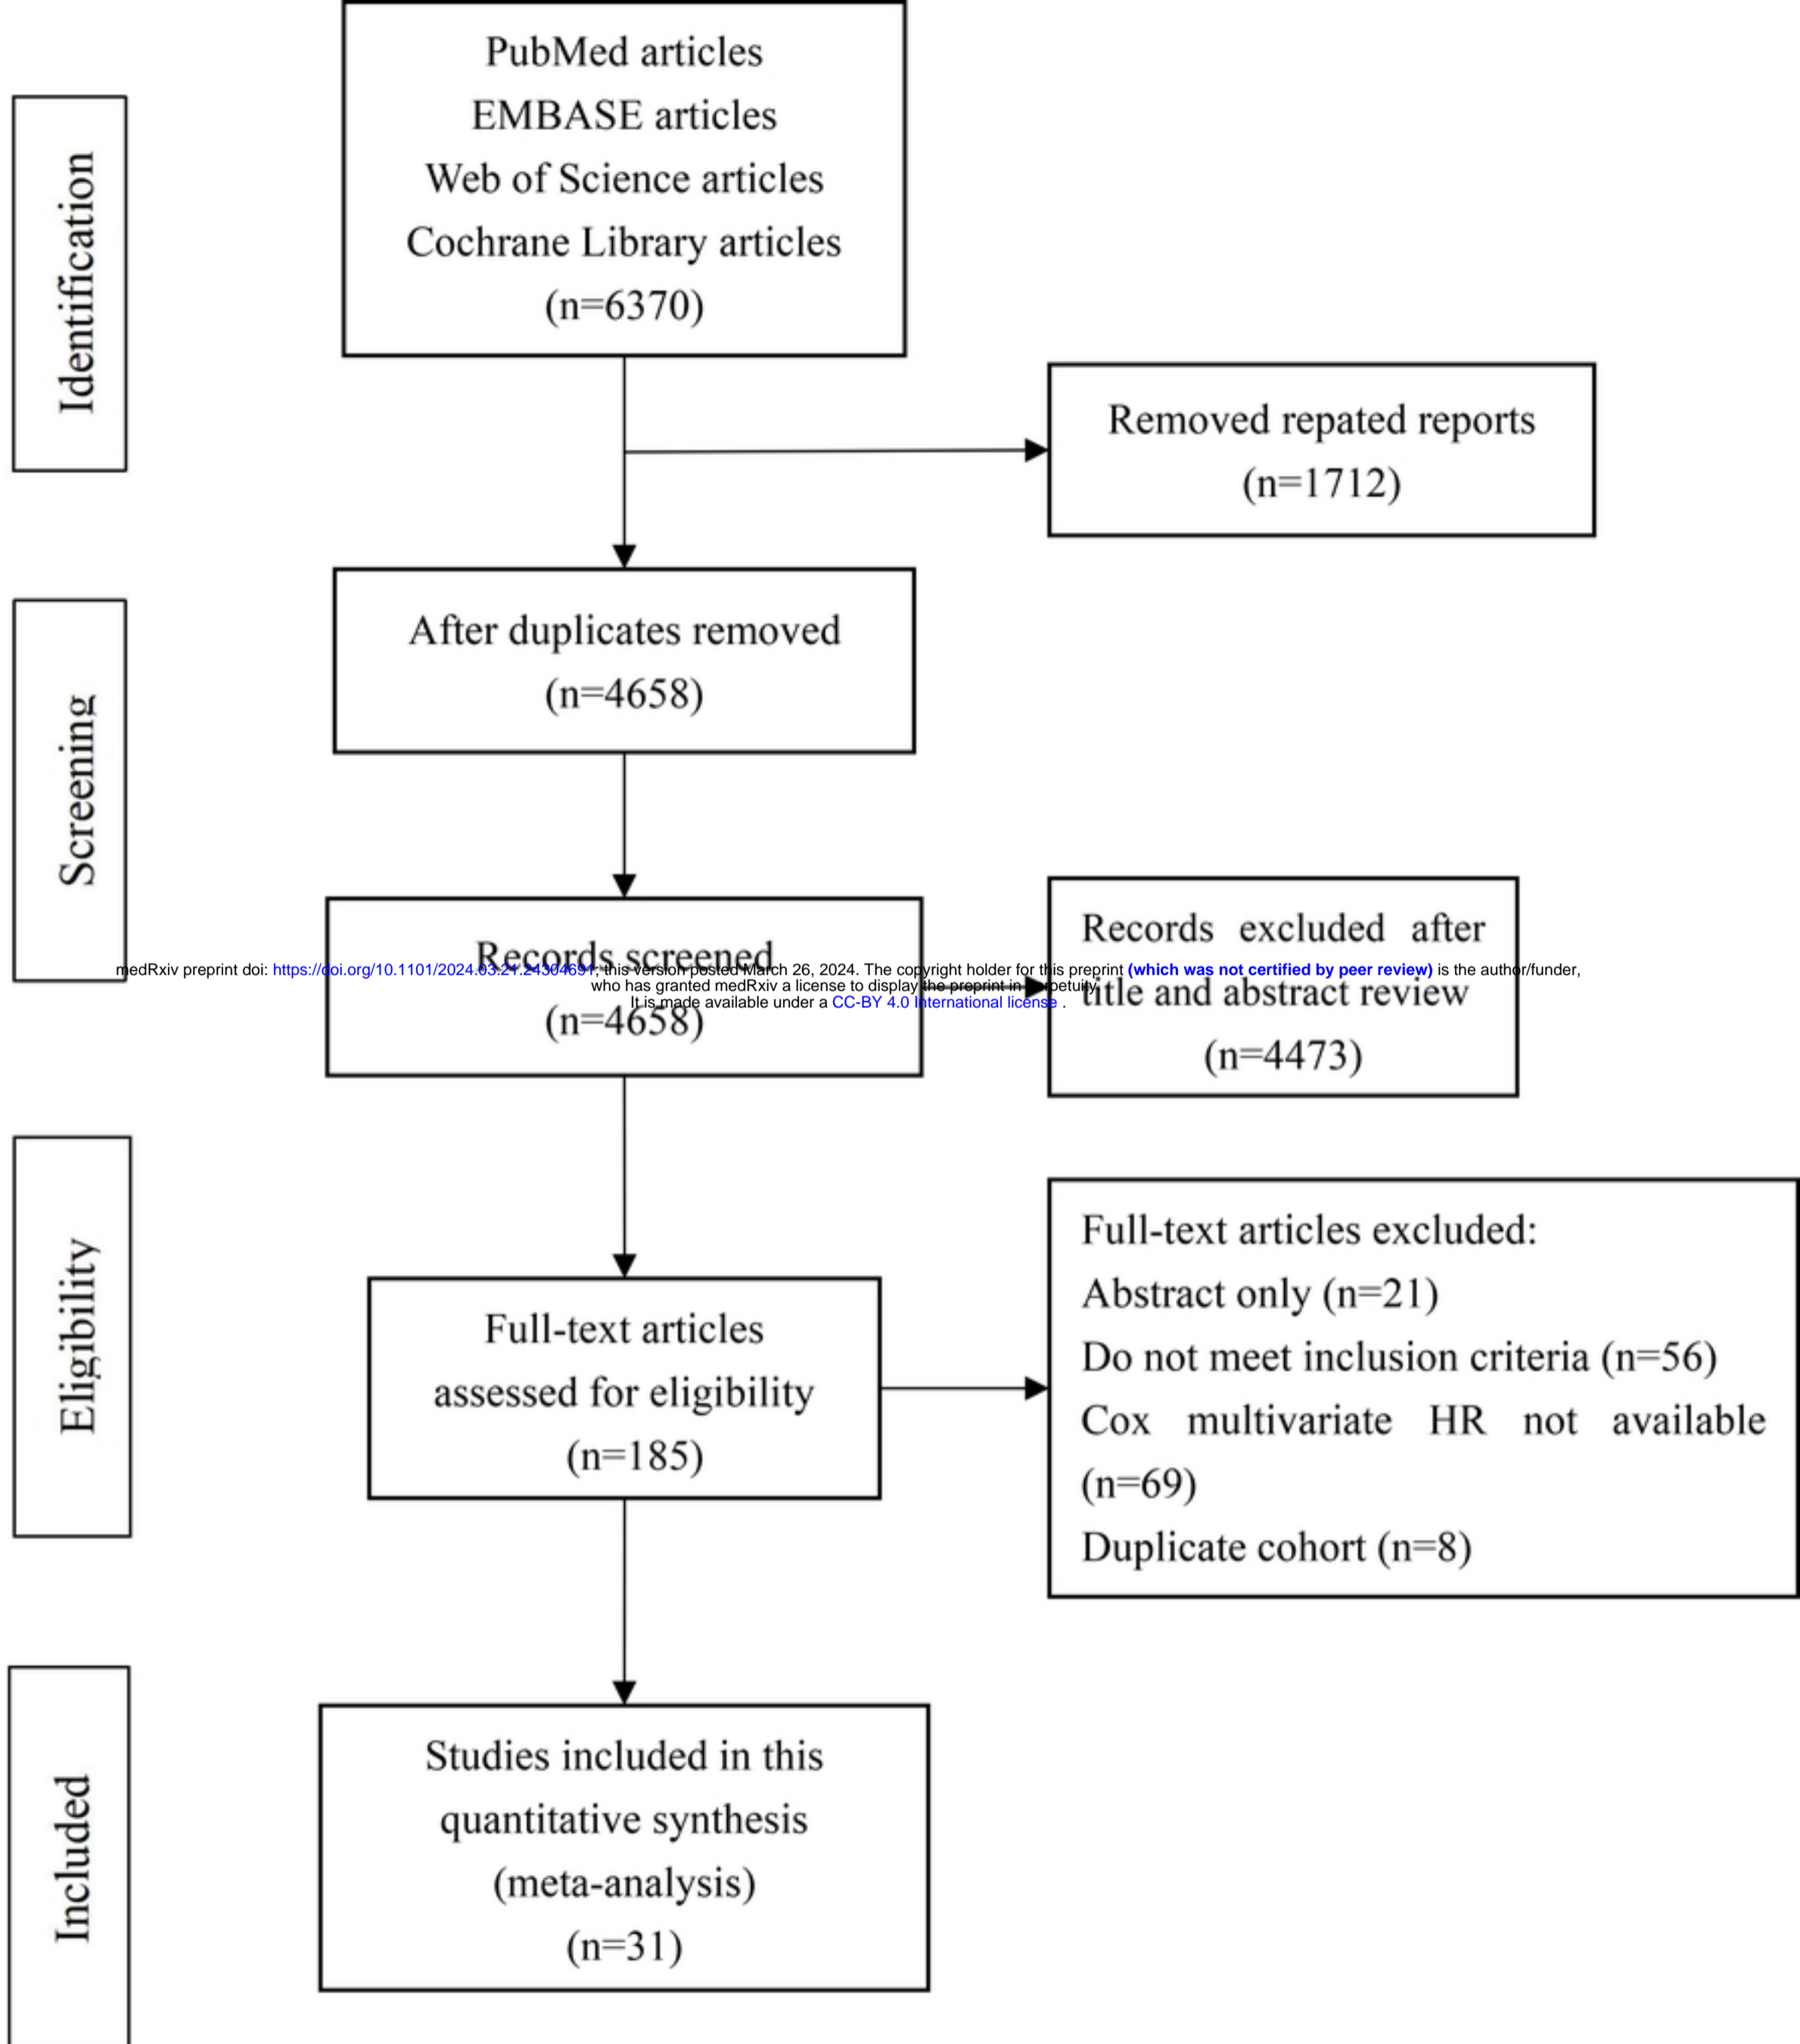 PubMed articles
EMBASE articles
Web of Science articles
Cochrane Library articles
(n=6370)
Identification
Removed repated reports
(n=1712)
After duplicates removed
(n=4658)
Screening
Records screened
(n=4658)
Records excluded after
title and abstract review
(n=4473)
medRxiv preprint doi: https://doi.org/10.1101/2024.03.21.24304691; this version posted March 26, 2024. The copyright holder for this preprint (which was not certified by peer review) is the author/funder,
who has granted medRxiv a license to display the preprint in perpetuity.
It is made available under a CC-BY 4.0 International license .
Eligibility
Full-text articles
assessed for eligibility
(n=185)
Full-text articles excluded:
Abstract only (n=21)
Do not meet inclusion criteria (n=56)
Cox multivariate HR not available
(n=69)
Duplicate cohort (n=8)
Included
Studies included in this
quantitative synthesis
(meta-analysis)
(n=31)